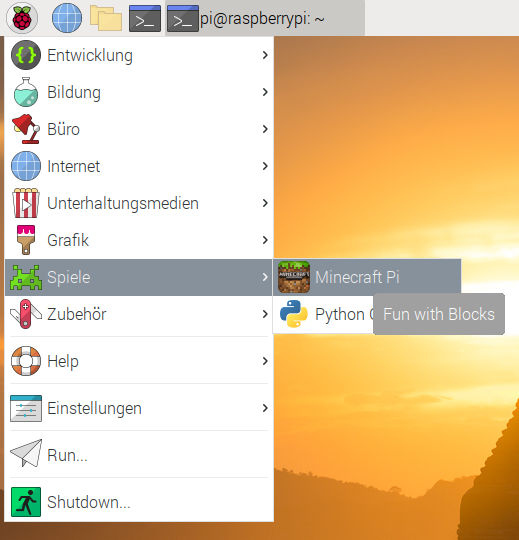 pi@raspberrypi: ~
Entwicklung
Bildung
Büro
Internet
Unterhaltungsmedien
Grafik
Spiele
Minecraft Pi
Zubehör
Python
Fun with Blocks
Help
Einstellungen
Run...
Shutdown...